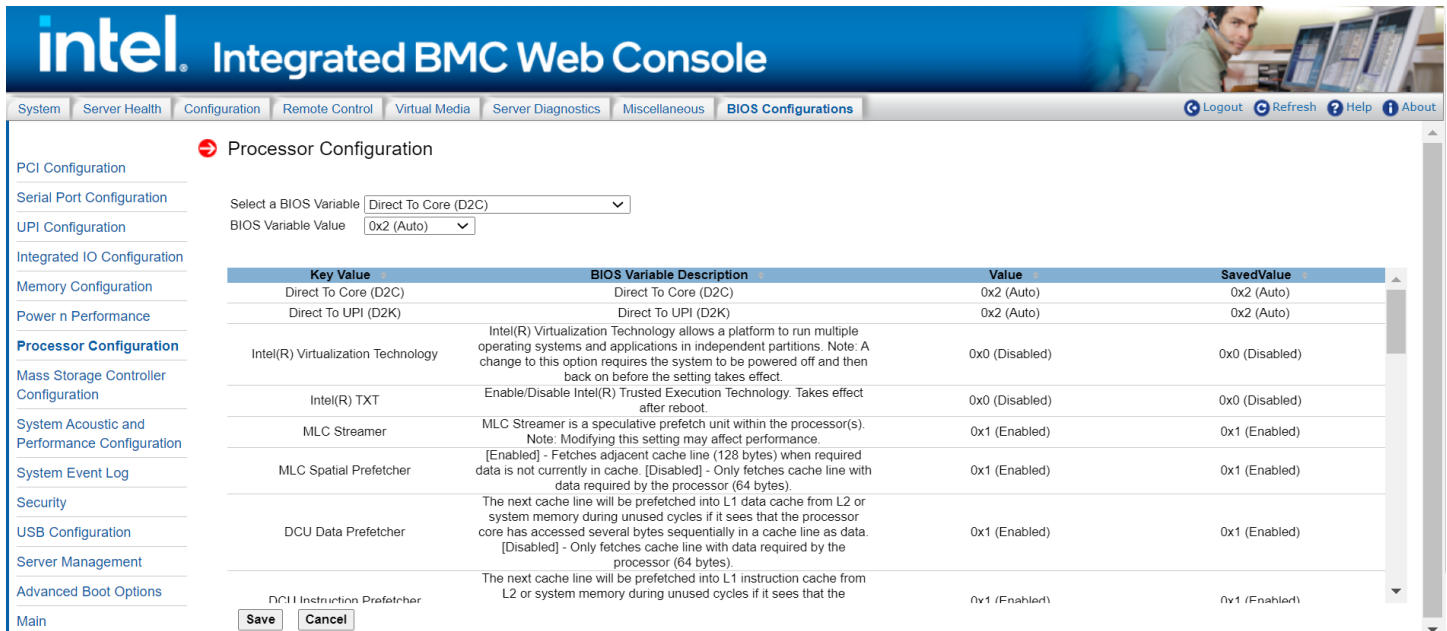 intel. Integrated BMC Web Console
System Server Health Configuration Remote Control Virtual Media Server Diagnostics Miscellaneous BIOS Configurations Logout Refresh Help About
Processor Configuration
PCI Configuration
Serial Port Configuration
UPI Configuration
Integrated IO Configuration
Memory Configuration
Power n Performance
Processor Configuration
Mass Storage Controller
Configuration
System Acoustic and
Performance Configuration
System Event Log
Security
USB Configuration
Server Management
Advanced Boot Options
Main
Select a BIOS Variable Direct To Core (D2C)
BIOS Variable Value 0x2 (Auto)
Key Value BIOS Variable Description Value SavedValue
Direct To Core (D2C) Direct To Core (D2C) 0x2 (Auto) 0x2 (Auto)
Direct To UPI (D2K) Direct To UPI (D2K) 0x2 (Auto) 0x2 (Auto)
Intel(R) Virtualization Technology
Intel(R) Virtualization Technology allows a platform to run multiple
operating systems and applications in independent partitions. Note: A
change to this option requires the system to be powered off and then
back on before the setting takes effect.
0x0 (Disabled) 0x0 (Disabled)
Intel(R) TXT
Enable/Disable Intel(R) Trusted Execution Technology. Takes effect
after reboot.
0x0 (Disabled) 0x0 (Disabled)
MLC Streamer
MLC Streamer is a speculative prefetch unit within the processor(s).
Note: Modifying this setting may affect performance.
0x1 (Enabled) 0x1 (Enabled)
MLC Spatial Prefetcher
[Enabled] - Fetches adjacent cache line (128 bytes) when required
data is not currently in cache. [Disabled] - Only fetches cache line with
data required by the processor (64 bytes).
0x1 (Enabled) 0x1 (Enabled)
DCU Data Prefetcher
The next cache line will be prefetched into L1 data cache from L2 or
system memory during unused cycles if it sees that the processor
core has accessed several bytes sequentially in a cache line as data.
[Disabled] - Only fetches cache line with data required by the
processor (64 bytes).
0x1 (Enabled) 0x1 (Enabled)
DCU Instruction Prefetcher
The next cache line will be prefetched into L1 instruction cache from
L2 or system memory during unused cycles if it sees that the
0x1 (Enabled) 0x1 (Enabled)
Save Cancel